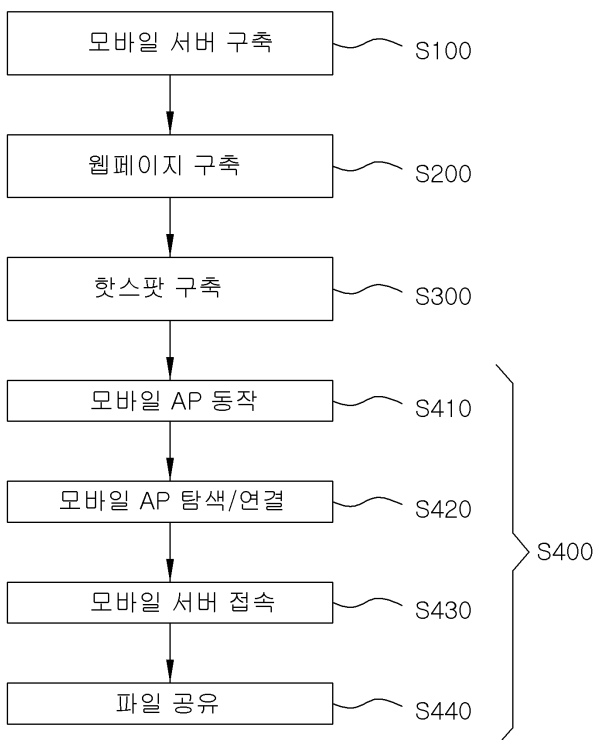 모바일 서버 구축
S100
웹페이지 구축
S200
핫스팟 구축
S300
모바일 AP 동작
S410
모바일 AP 탐색/연결
S420
S400
모바일 서버 접속
S430
파일 공유
S440